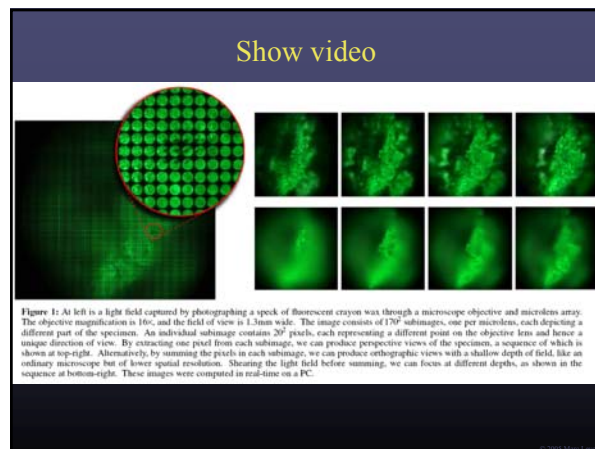 Show video
Figure 1: At left is a light field captured by photographing a speck of fluorescent crayon wax through a microscope objective and microlens array.
The objective magnification is 16×, and the field of view is 1.3mm wide. The image consists of 170² subimages, one per microlens, each depicting a
different part of the specimen. An individual subimage contains 20² pixels, each representing a different point on the objective lens and hence a
unique direction of view. By extracting one pixel from each subimage, we can produce perspective views of the specimen, a sequence of which is
shown at top-right. Alternatively, by summing the pixels in each subimage, we can produce orthographic views with a shallow depth of field, like an
ordinary microscope but of lower spatial resolution. Shearing the light field before summing, we can focus at different depths, as shown in the
sequence at bottom-right. These images were computed in real-time on a PC.